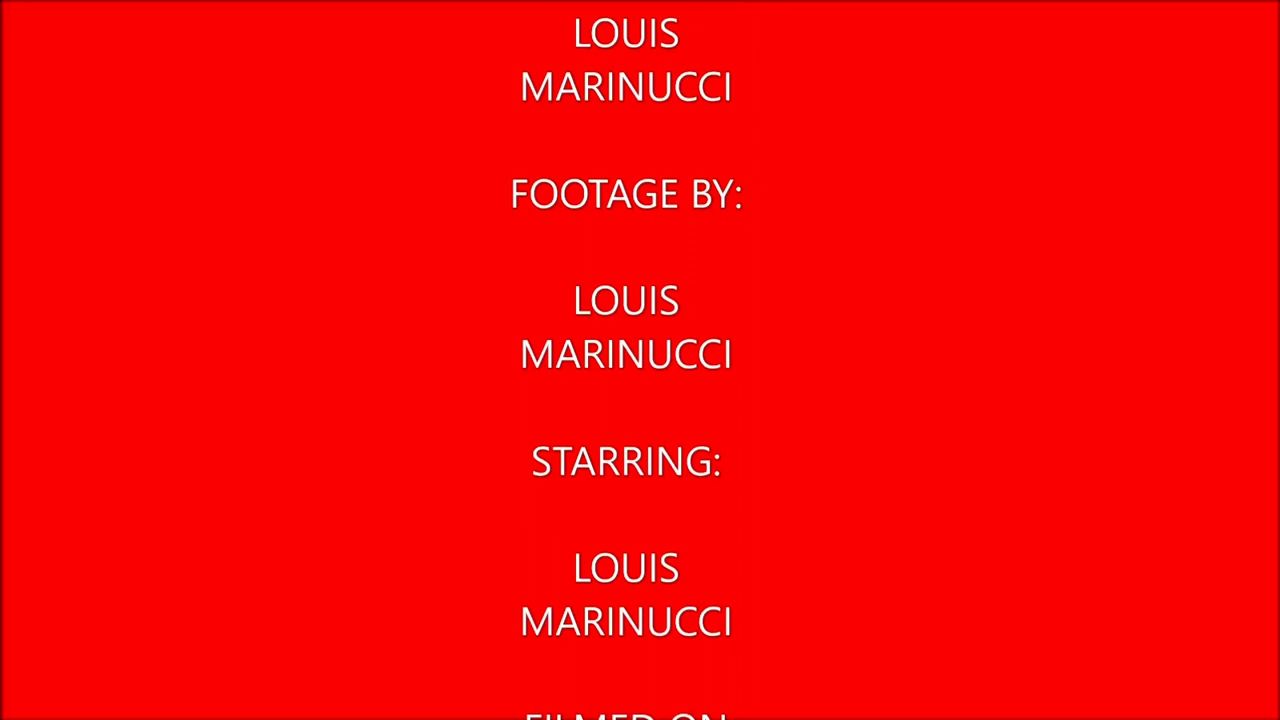 LOUIS
MARINUCCI
FOOTAGE BY:
LOUIS
MARINUCCI
STARRING:
LOUIS
MARINUCCI
FILMED ON